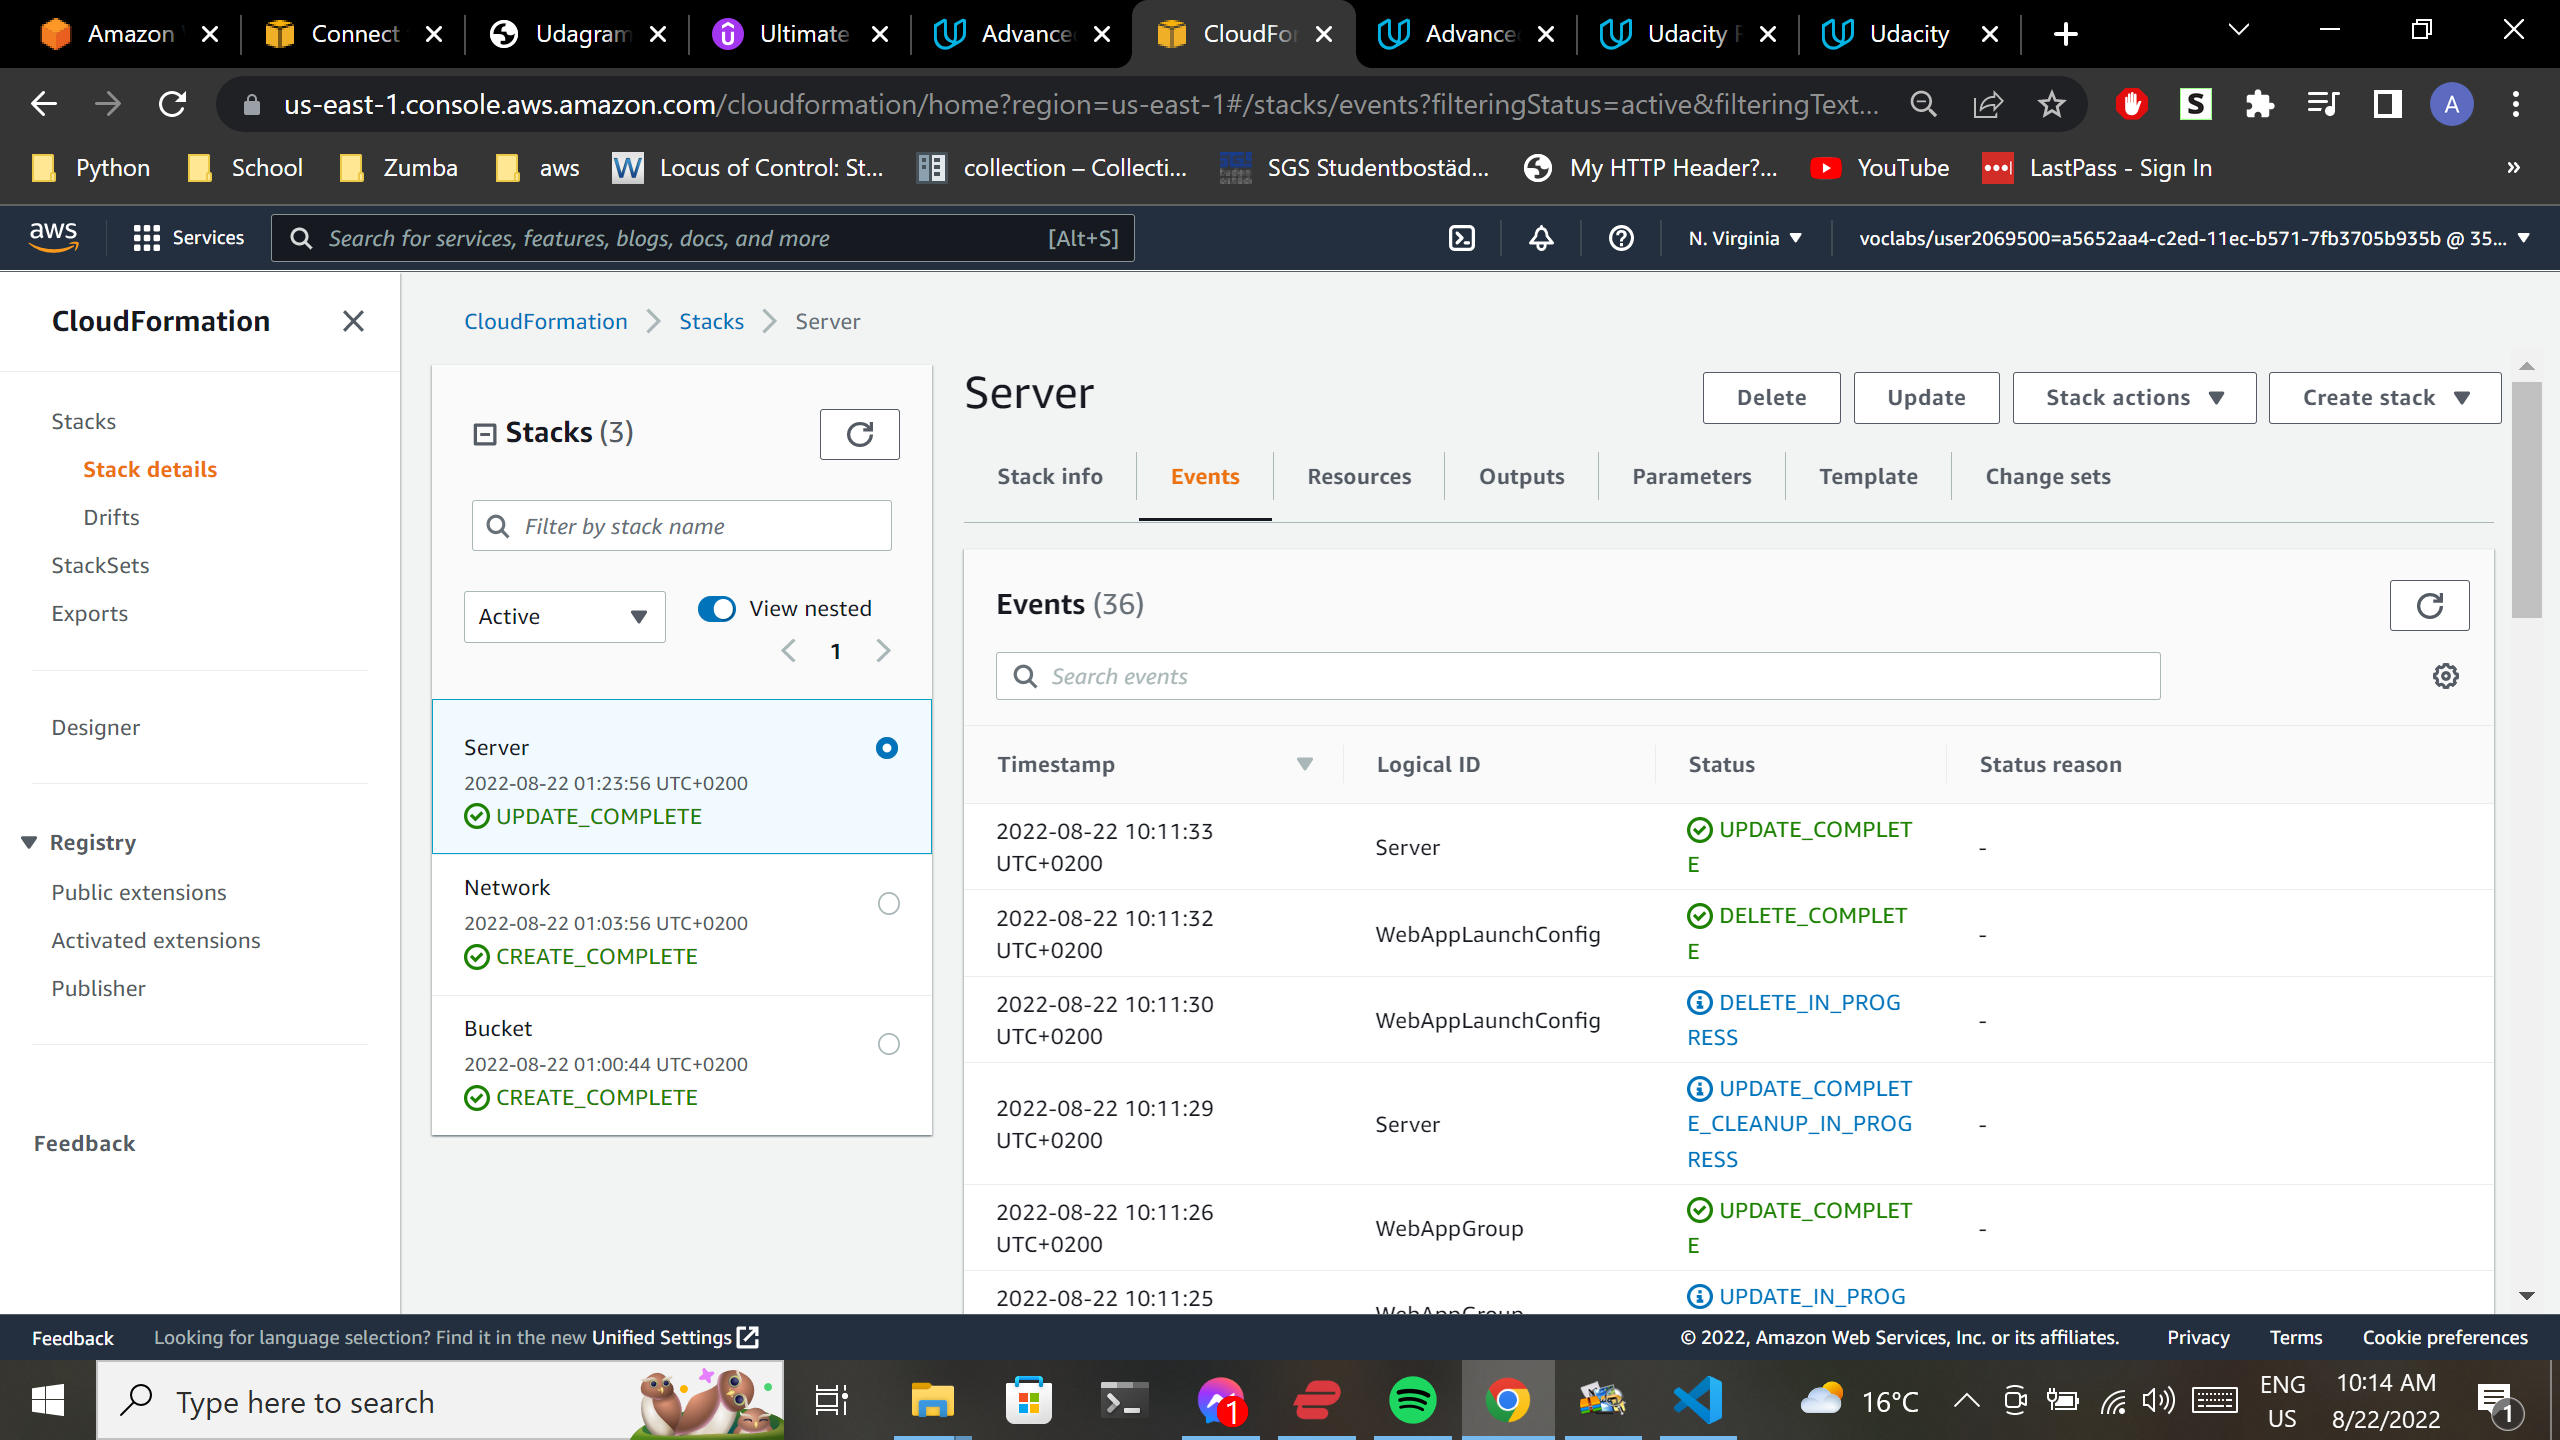 Amazon
Connect
Udagram
Ultimate
Advance
CloudFor
Advance
Udacity
Udacity
us-east-1.console.aws.amazon.com/cloudformation/home?region=us-east-1#/stacks/events?filteringStatus=active&filteringText...
S
A
Python
School
Zumba
aws
W
Locus of Control: St...
collection – Collecti...
SGS Studentbostäd...
My HTTP Header?...
YouTube
LastPass - Sign In
»
aws
Services
Search for services, features, blogs, docs, and more
[Alt+S]
N. Virginia
voclabs/user2069500=a5652aa4-c2ed-11ec-b571-7fb3705b935b @ 35...
CloudFormation
Stacks
Stack details
Drifts
StackSets
Exports
Designer
Registry
Public extensions
Activated extensions
Publisher
Feedback
CloudFormation
Stacks
Server
Stacks (3)
Filter by stack name
Active
View nested
1
Server
2022-08-22 01:23:56 UTC+0200
UPDATE_COMPLETE
Network
2022-08-22 01:03:56 UTC+0200
CREATE_COMPLETE
Bucket
2022-08-22 01:00:44 UTC+0200
CREATE_COMPLETE
Server
Delete
Update
Stack actions
Create stack
Stack info
Events
Resources
Outputs
Parameters
Template
Change sets
Events (36)
Search events
Timestamp
Logical ID
Status
Status reason
2022-08-22 10:11:33
UTC+0200
Server
UPDATE_COMPLET
E
-
2022-08-22 10:11:32
UTC+0200
WebAppLaunchConfig
DELETE_COMPLET
E
-
2022-08-22 10:11:30
UTC+0200
WebAppLaunchConfig
DELETE_IN_PROG
RESS
-
2022-08-22 10:11:29
UTC+0200
Server
UPDATE_COMPLET
E_CLEANUP_IN_PROG
RESS
-
2022-08-22 10:11:26
UTC+0200
WebAppGroup
UPDATE_COMPLET
E
-
2022-08-22 10:11:25
WebAppGroup
UPDATE_IN_PROG
Feedback
Looking for language selection? Find it in the new Unified Settings
© 2022, Amazon Web Services, Inc. or its affiliates.
Privacy
Terms
Cookie preferences
Type here to search
1
16°C
ENG
US
10:14 AM
8/22/2022
1